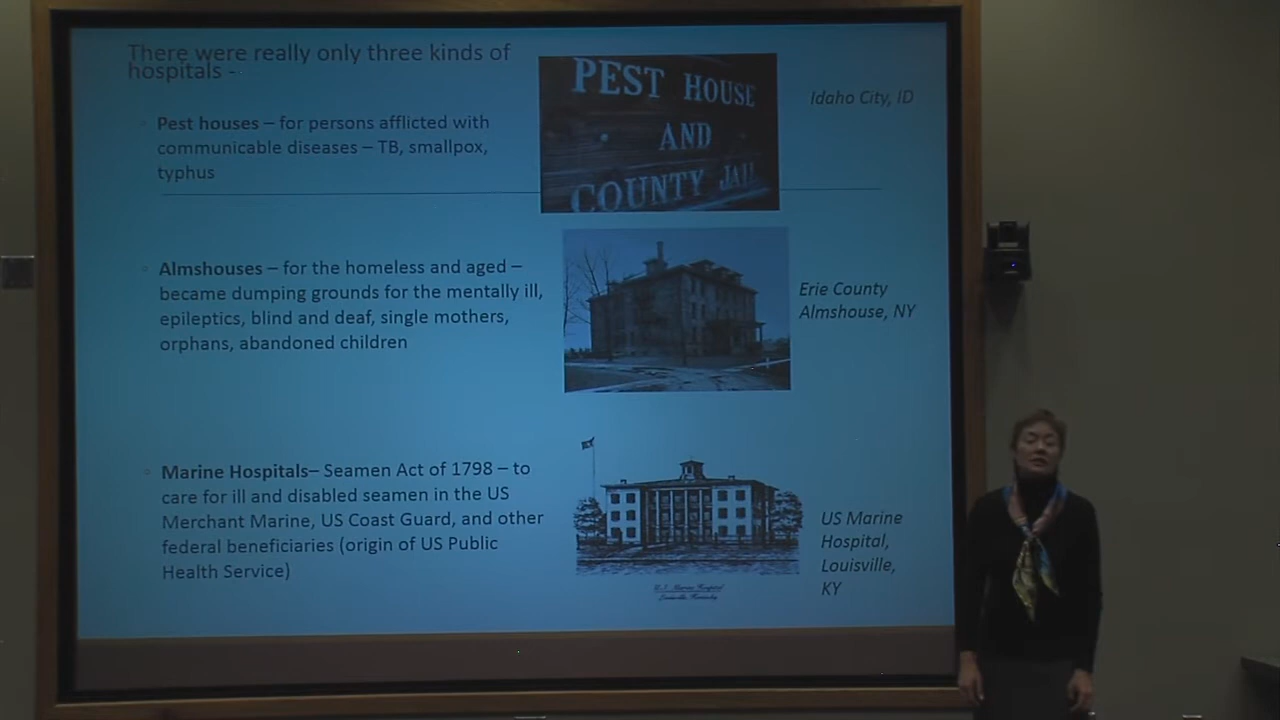 There were really only three kinds of
hospitals -
Pest houses – for persons afflicted with
communicable diseases – TB, smallpox,
typhus
PEST HOUSE
AND
COUNTY JAIL
Idaho City, ID
Almshouses – for the homeless and aged –
became dumping grounds for the mentally ill,
epileptics, blind and deaf, single mothers,
orphans, abandoned children
Erie County
Almshouse, NY
Marine Hospitals– Seamen Act of 1798 – to
care for ill and disabled seamen in the US
Merchant Marine, US Coast Guard, and other
federal beneficiaries (origin of US Public
Health Service)
U.S. Marine Hospital
Louisville, Kentucky
US Marine
Hospital,
Louisville,
KY